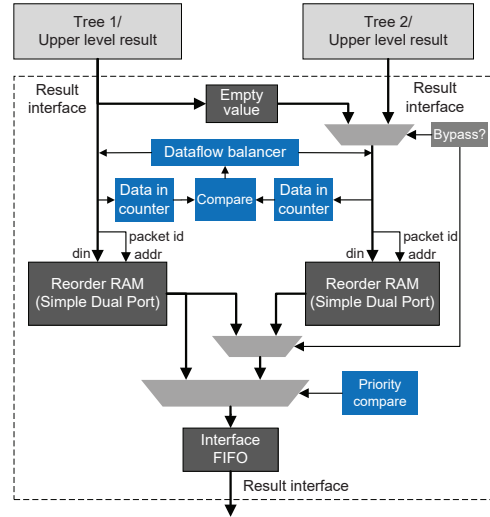 Tree 1/
Upper level result
Tree 2/
Upper level result
Result
interface
Result
interface
Empty
value
Bypass?
Dataflow balancer
Data in
counter
Compare
Data in
counter
packet id
din
addr
packet id
din
addr
Reorder RAM
(Simple Dual Port)
Reorder RAM
(Simple Dual Port)
Priority
compare
Interface
FIFO
Result interface